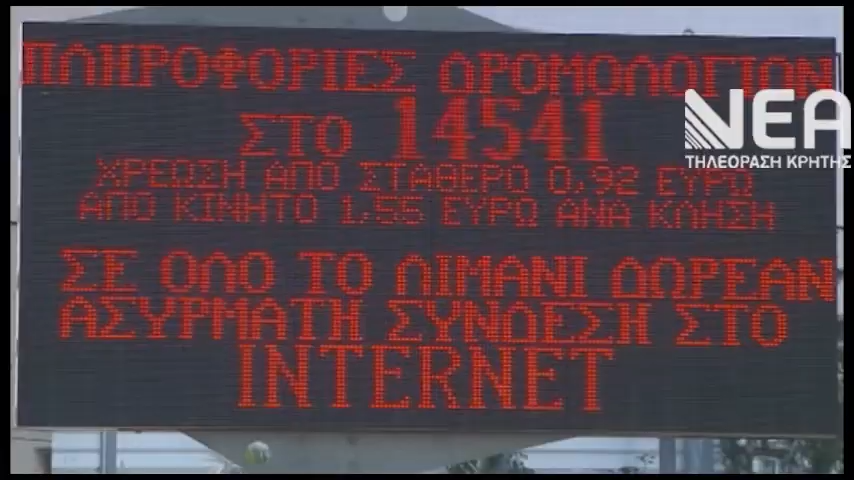 ΠΛΗΡΟΦΟΡΙΕΣ ΔΡΟΜΟΛΟΓΙΩΝ
ΣΤΟ 14541
ΧΡΕΩΣΗ ΑΠΟ ΣΤΑΘΕΡΟ 0,92 ΕΥΡΩ
ΑΠΟ ΚΙΝΗΤΟ 1,55 ΕΥΡΩ ΑΝΑ ΚΛΗΣΗ
ΣΕ ΟΛΟ ΤΟ ΛΙΜΑΝΙ ΔΩΡΕΑΝ
ΑΣΥΡΜΑΤΗ ΣΥΝΔΕΣΗ ΣΤΟ
INTERNET
ΝΕΑ
ΤΗΛΕΟΡΑΣΗ ΚΡΗΤΗΣ